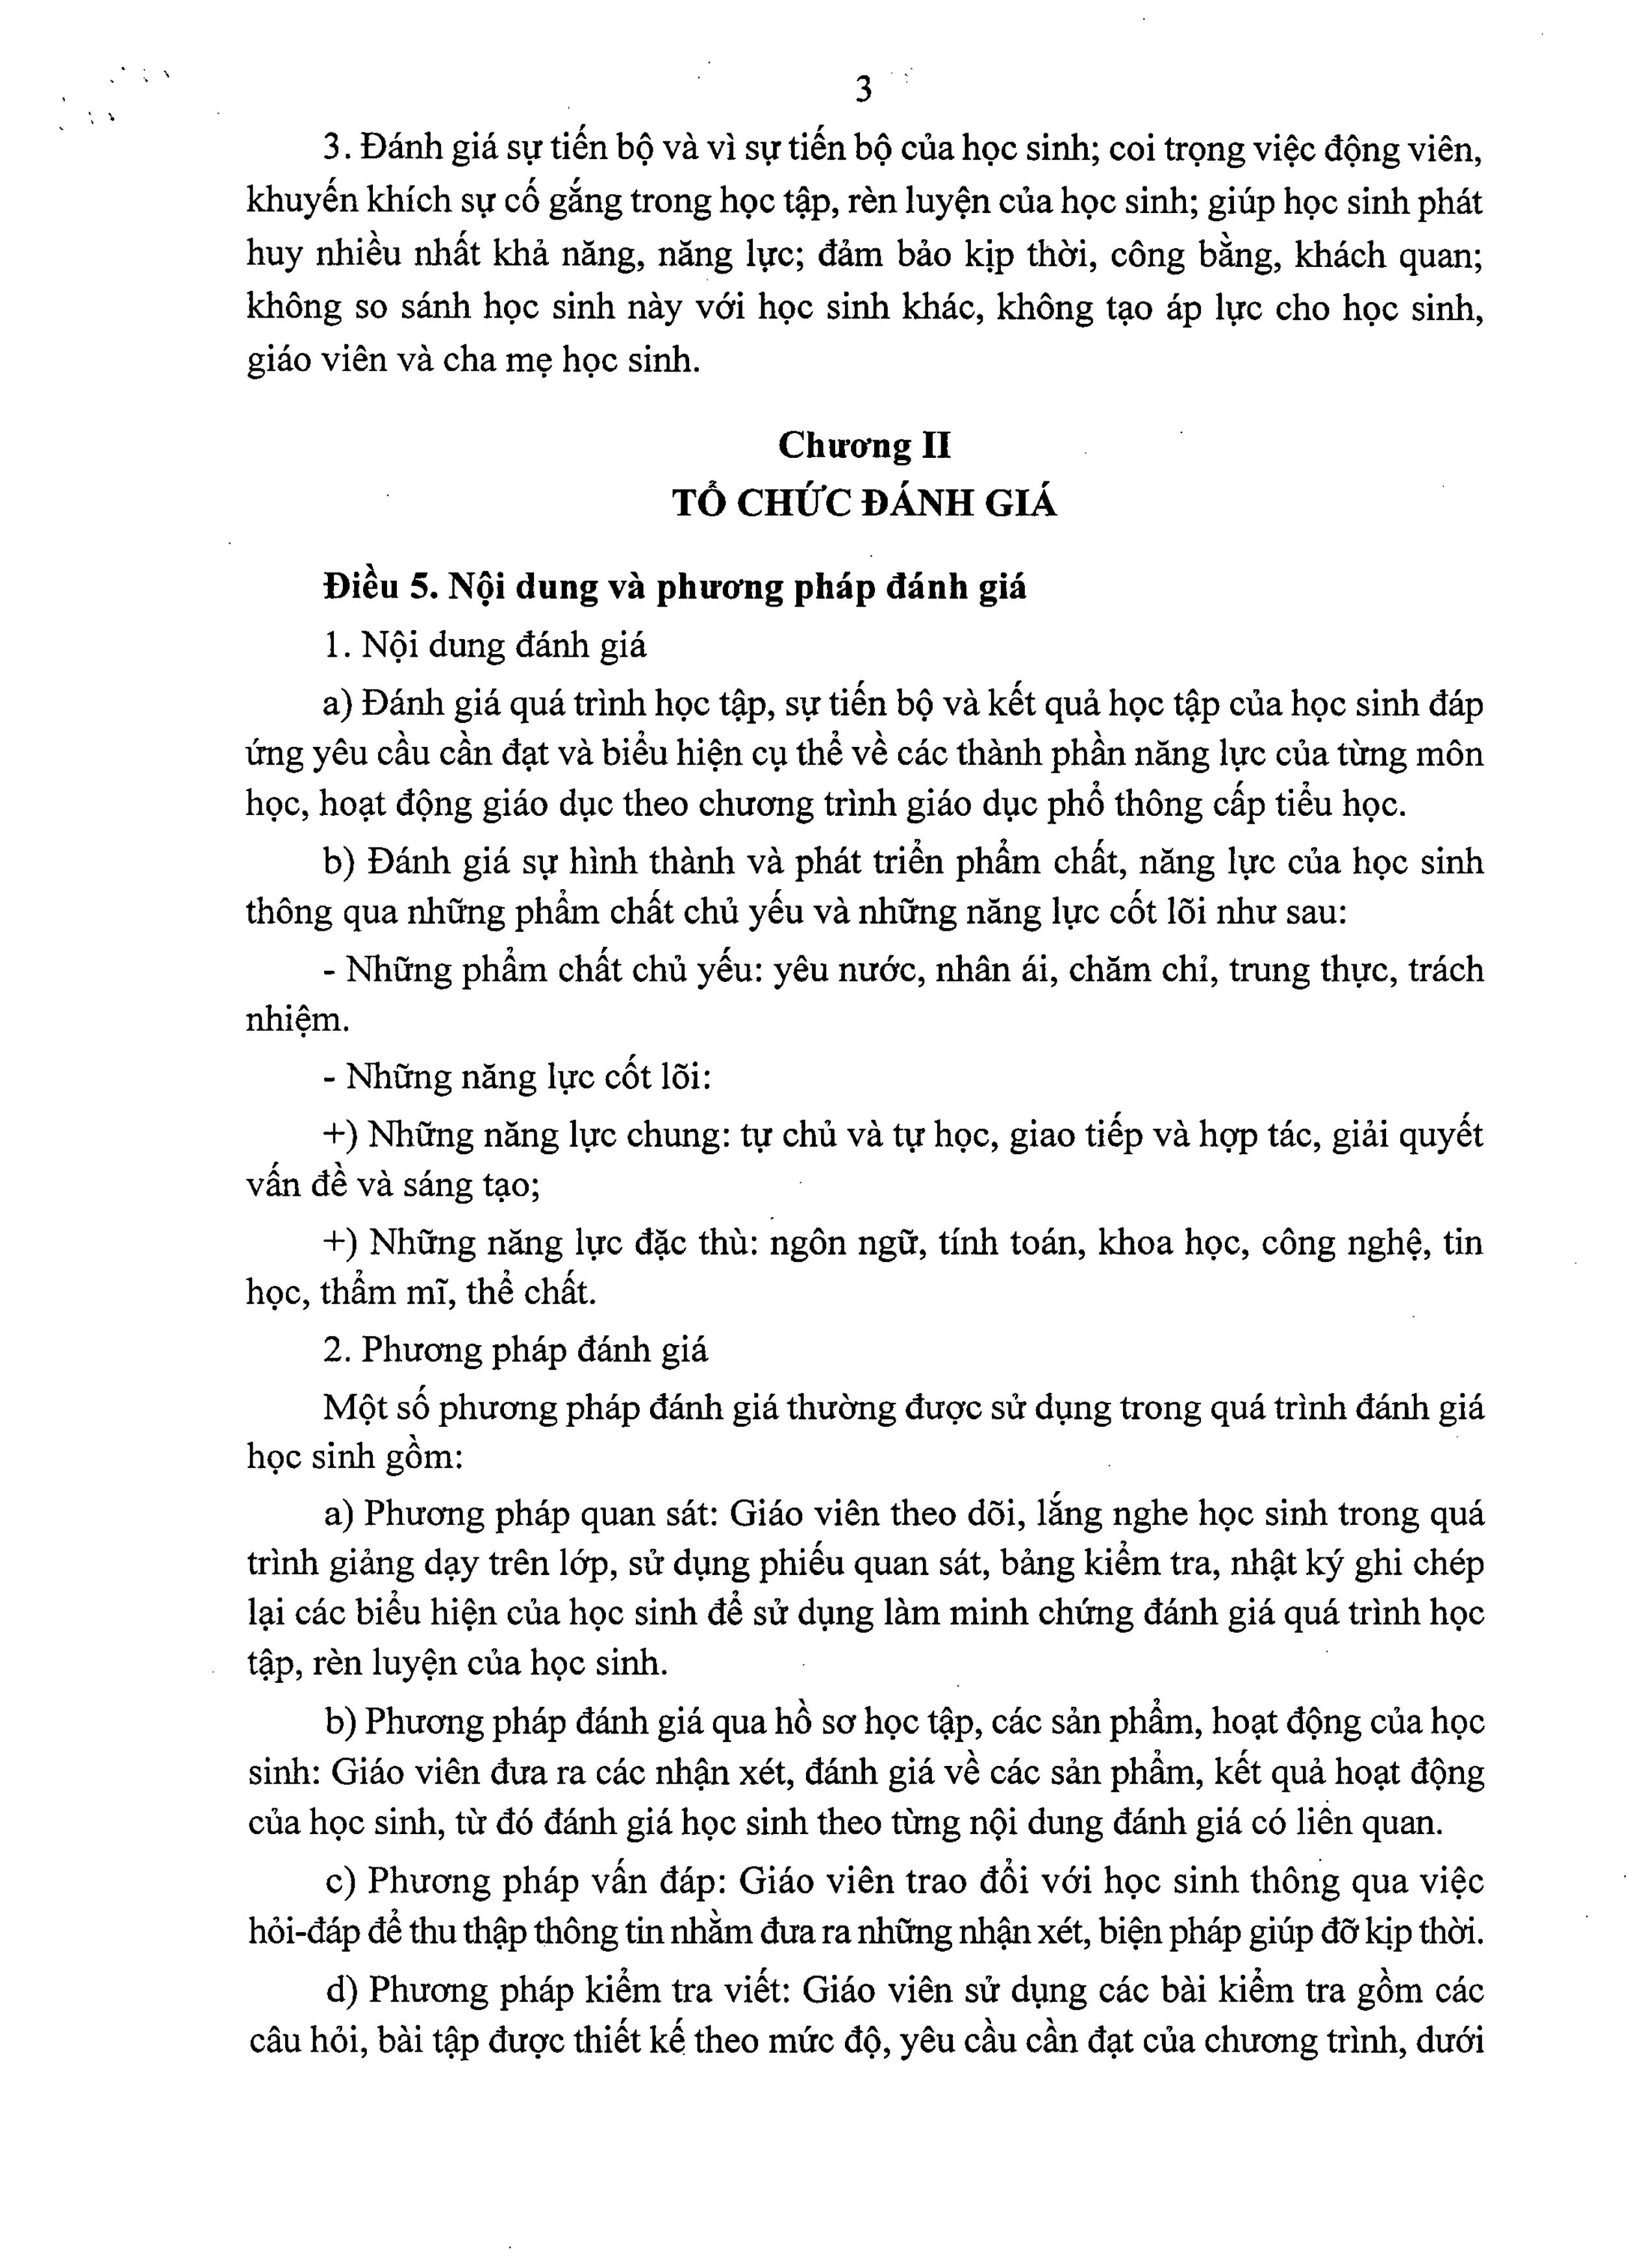 3
3. Đánh giá sự tiến bộ và vì sự tiến bộ của học sinh; coi trọng việc động viên,
khuyến khích sự cố gắng trong học tập, rèn luyện của học sinh; giúp học sinh phát
huy nhiều nhất khả năng, năng lực; đảm bảo kịp thời, công bằng, khách quan;
không so sánh học sinh này với học sinh khác, không tạo áp lực cho học sinh,
giáo viên và cha mẹ học sinh.
Chương II
TỔ CHỨC ĐÁNH GIÁ
Điều 5. Nội dung và phương pháp đánh giá
1. Nội dung đánh giá
a) Đánh giá quá trình học tập, sự tiến bộ và kết quả học tập của học sinh đáp
ứng yêu cầu cần đạt và biểu hiện cụ thể về các thành phần năng lực của từng môn
học, hoạt động giáo dục theo chương trình giáo dục phổ thông cấp tiểu học.
b) Đánh giá sự hình thành và phát triển phẩm chất, năng lực của học sinh
thông qua những phẩm chất chủ yếu và những năng lực cốt lõi như sau:
- Những phẩm chất chủ yếu: yêu nước, nhân ái, chăm chỉ, trung thực, trách
nhiệm.
- Những năng lực cốt lõi:
+) Những năng lực chung: tự chủ và tự học, giao tiếp và hợp tác, giải quyết
vấn đề và sáng tạo;
+) Những năng lực đặc thù: ngôn ngữ, tính toán, khoa học, công nghệ, tin
học, thẩm mĩ, thể chất.
2. Phương pháp đánh giá
Một số phương pháp đánh giá thường được sử dụng trong quá trình đánh giá
học sinh gồm:
a) Phương pháp quan sát: Giáo viên theo dõi, lắng nghe học sinh trong quá
trình giảng dạy trên lớp, sử dụng phiếu quan sát, bảng kiểm tra, nhật ký ghi chép
lại các biểu hiện của học sinh để sử dụng làm minh chứng đánh giá quá trình học
tập, rèn luyện của học sinh.
b) Phương pháp đánh giá qua hồ sơ học tập, các sản phẩm, hoạt động của học
sinh: Giáo viên đưa ra các nhận xét, đánh giá về các sản phẩm, kết quả hoạt động
của học sinh, từ đó đánh giá học sinh theo từng nội dung đánh giá có liên quan.
c) Phương pháp vấn đáp: Giáo viên trao đổi với học sinh thông qua việc
hỏi-đáp để thu thập thông tin nhằm đưa ra những nhận xét, biện pháp giúp đỡ kịp thời.
d) Phương pháp kiểm tra viết: Giáo viên sử dụng các bài kiểm tra gồm các
câu hỏi, bài tập được thiết kế theo mức độ, yêu cầu cần đạt của chương trình, dưới